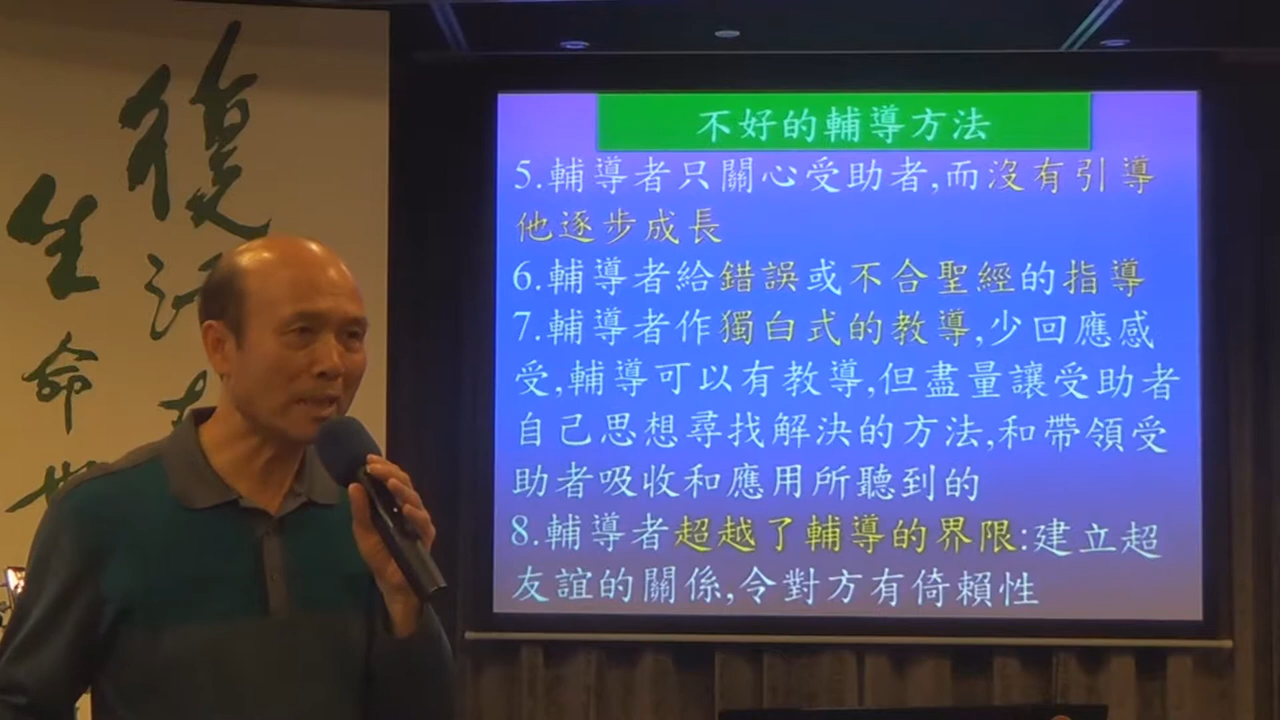 復活在
生命世
不好的輔導方法
5.輔導者只關心受助者,而沒有引導
他逐步成長
6.輔導者給錯誤或不合聖經的指導
7.輔導者作獨白式的教導,少回應感
受,輔導可以有教導,但盡量讓受助者
自己思想尋找解決的方法,和帶領受
助者吸收和應用所聽到的
8.輔導者超越了輔導的界限:建立超
友誼的關係,令對方有倚賴性